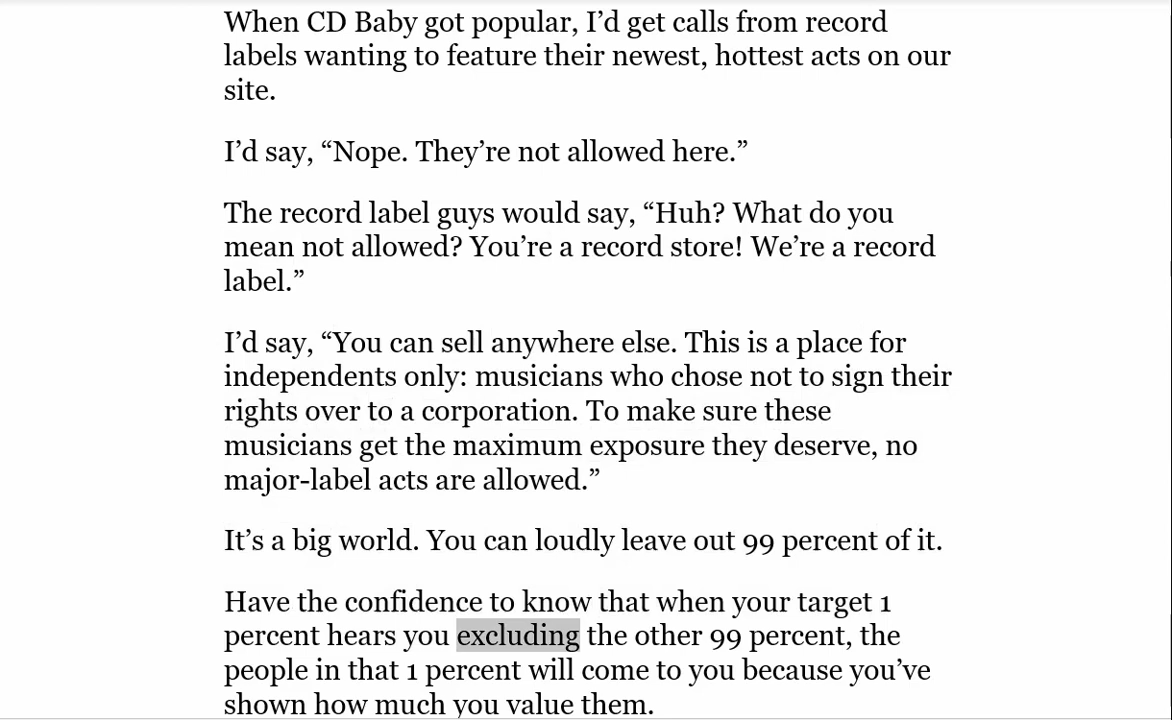 When CD Baby got popular, I’d get calls from record
labels wanting to feature their newest, hottest acts on our
site.
I’d say, “Nope. They’re not allowed here.”
The record label guys would say, “Huh? What do you
mean not allowed? You’re a record store! We’re a record
label.”
I’d say, “You can sell anywhere else. This is a place for
independents only: musicians who chose not to sign their
rights over to a corporation. To make sure these
musicians get the maximum exposure they deserve, no
major-label acts are allowed.”
It’s a big world. You can loudly leave out 99 percent of it.
Have the confidence to know that when your target 1
percent hears you excluding the other 99 percent, the
people in that 1 percent will come to you because you’ve
shown how much you value them.